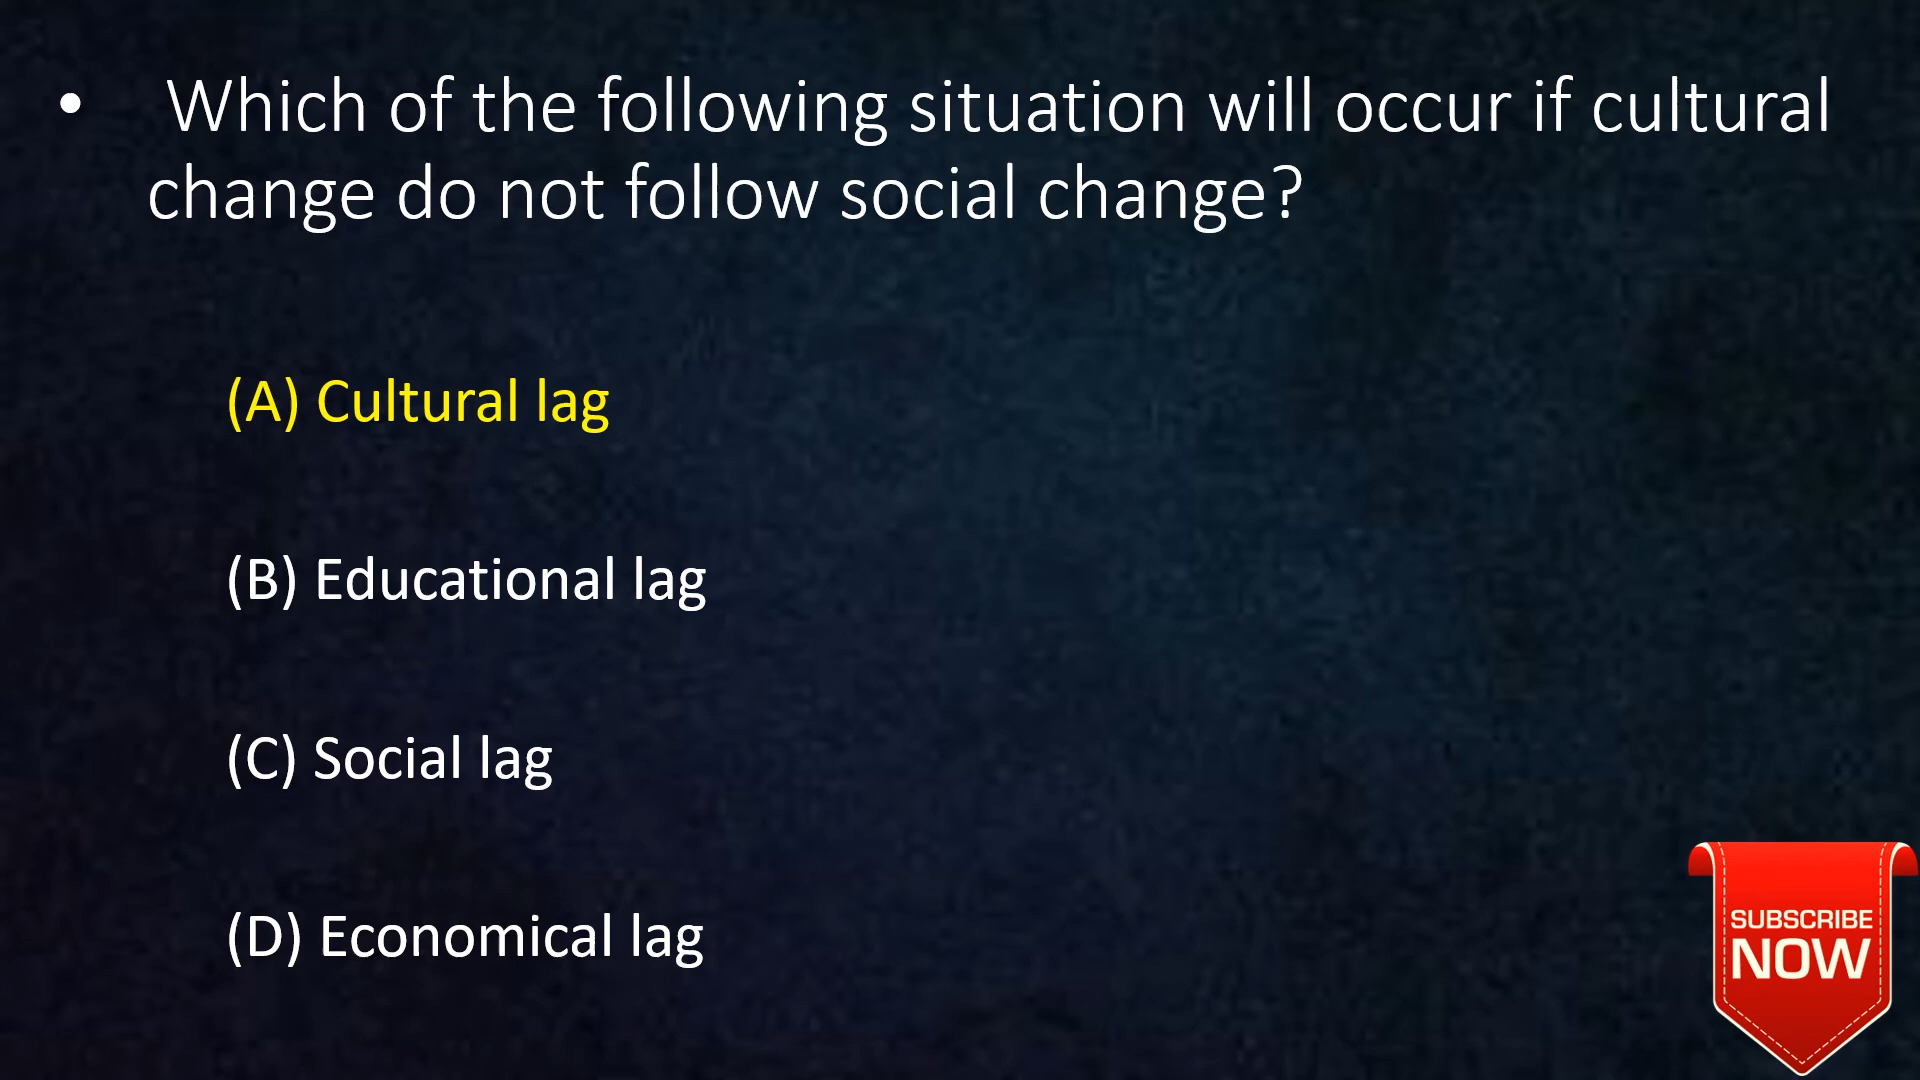 • Which of the following situation will occur if cultural
change do not follow social change?
(A) Cultural lag
(B) Educational lag
(C) Social lag
(D) Economical lag
SUBSCRIBE
NOW